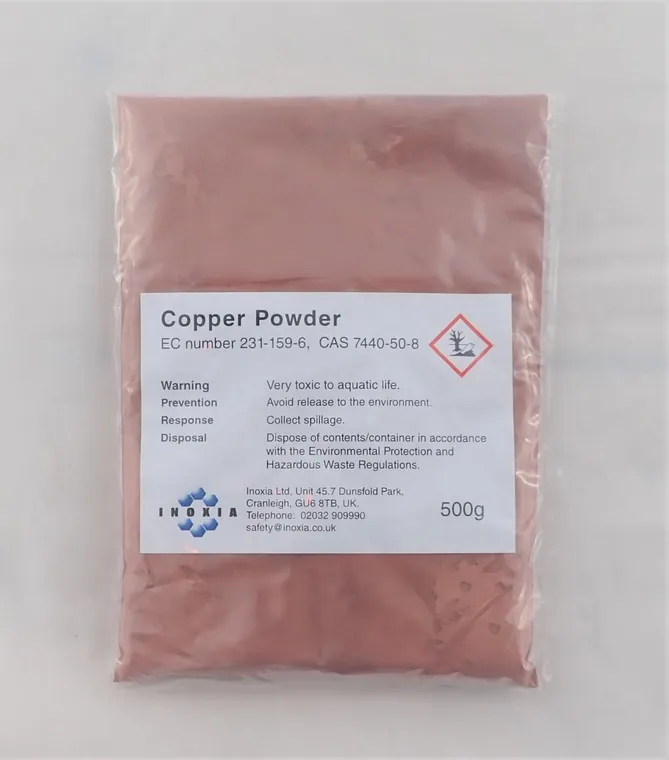 Copper Powder
EC number 231-159-6, CAS 7440-50-8
Warning Very toxic to aquatic life.
Prevention Avoid release to the environment.
Response Collect spillage.
Disposal Dispose of contents/container in accordance
with the Environmental Protection and
Hazardous Waste Regulations.
INOXIA
Inoxia Ltd, Unit 45.7 Dunsfold Park,
Cranleigh, GU6 8TB, UK.
Telephone: 02032 909990
safety@inoxia.co.uk
500g